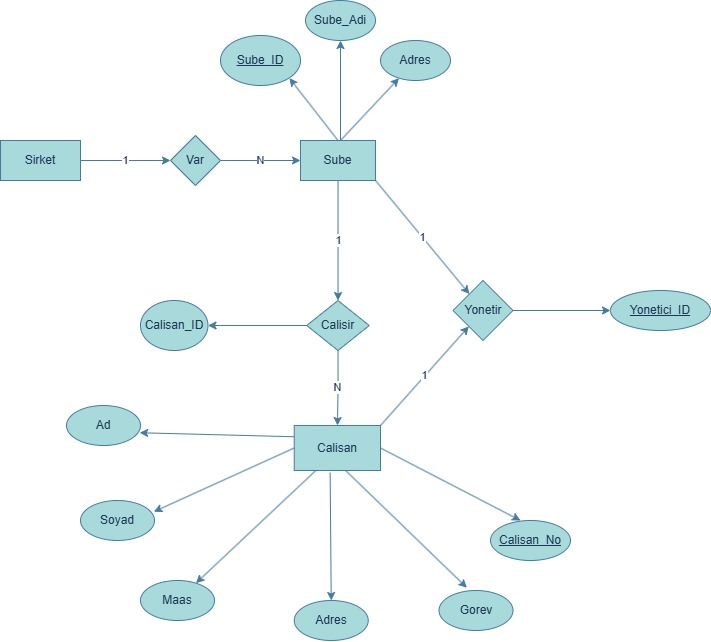 Sube_Adi
Sube_ID
Adres
Sirket
1
Var
N
Sube
1
1
Calisan_ID
Calisir
Yonetir
Yonetici_ID
N
1
Ad
Calisan
Soyad
Calisan_No
Maas
Adres
Gorev